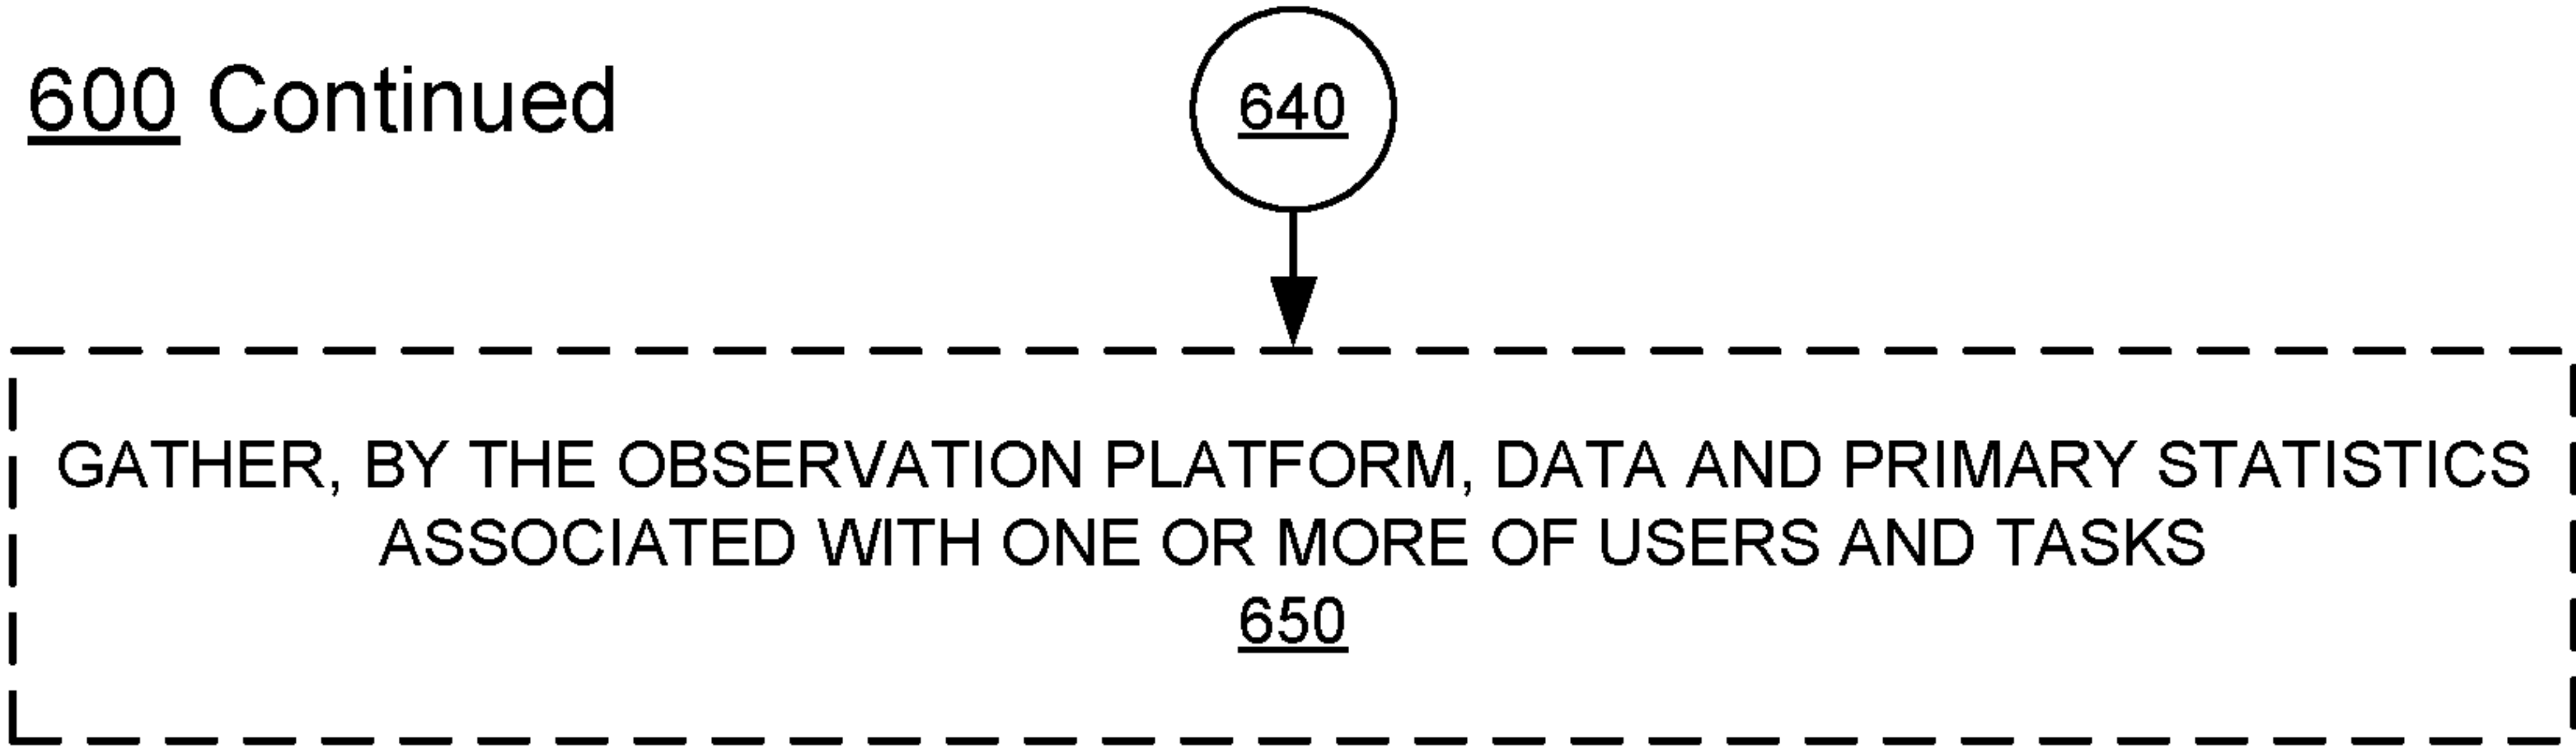 600 Continued
640
GATHER, BY THE OBSERVATION PLATFORM, DATA AND PRIMARY STATISTICS
ASSOCIATED WITH ONE OR MORE OF USERS AND TASKS
650